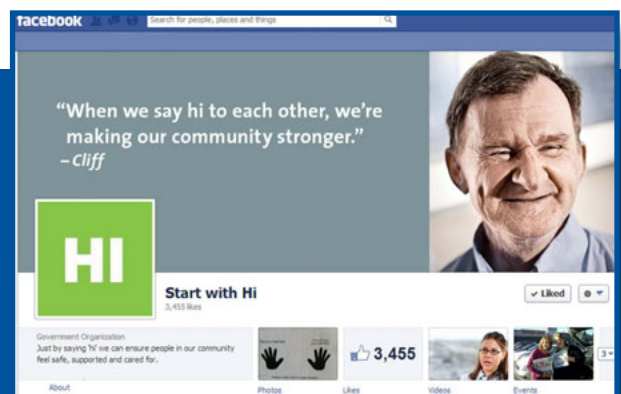 facebook
Search for people, places and things
“When we say hi to each other, we’re
making our community stronger.”
– Cliff
HI
Start with Hi
3,455 likes
Liked
Government Organization
Just by saying 'hi' we can ensure people in our community
feel safe, supported and cared for.
About
Photos
3,455
Likes
Videos
Events
3